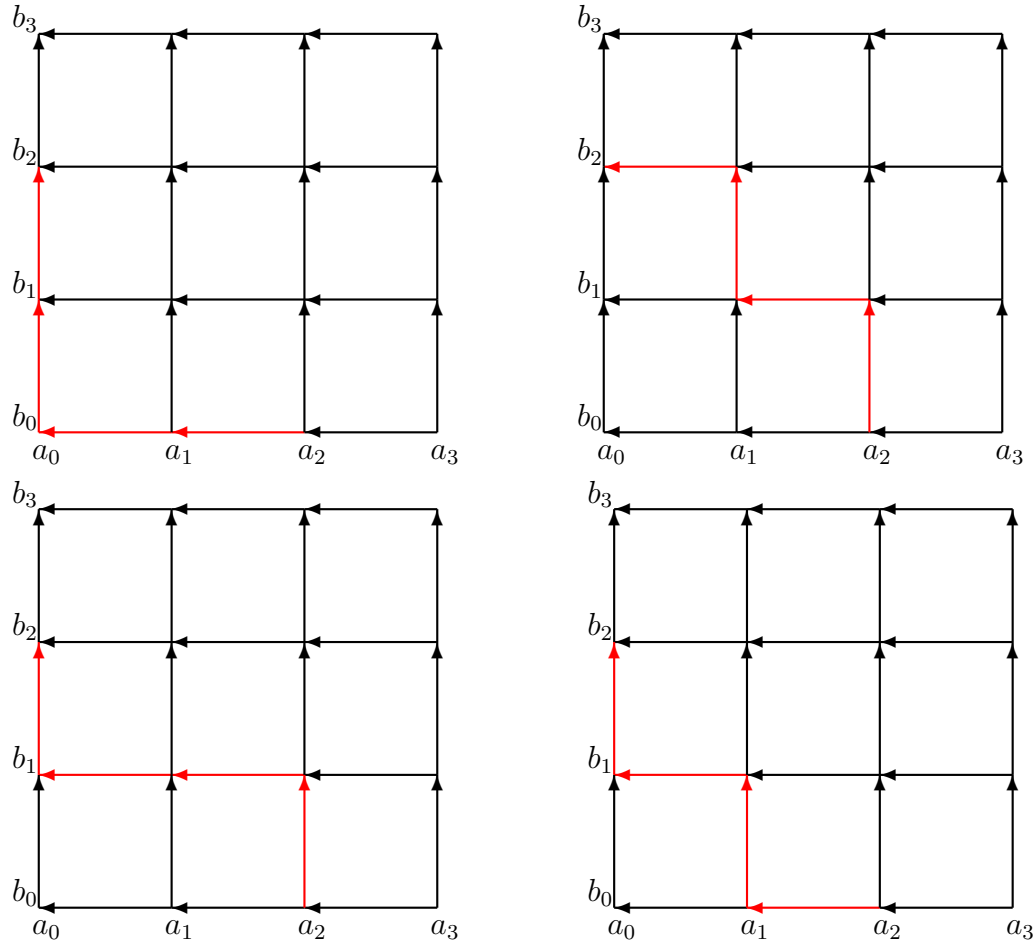 b₃ b₃
b₂ b₂
b₁ b₁
b₀ b₀
a₀ a₁ a₂ a₃ a₀ a₁ a₂ a₃
b₃ b₃
b₂ b₂
b₁ b₁
b₀ b₀
a₀ a₁ a₂ a₃ a₀ a₁ a₂ a₃